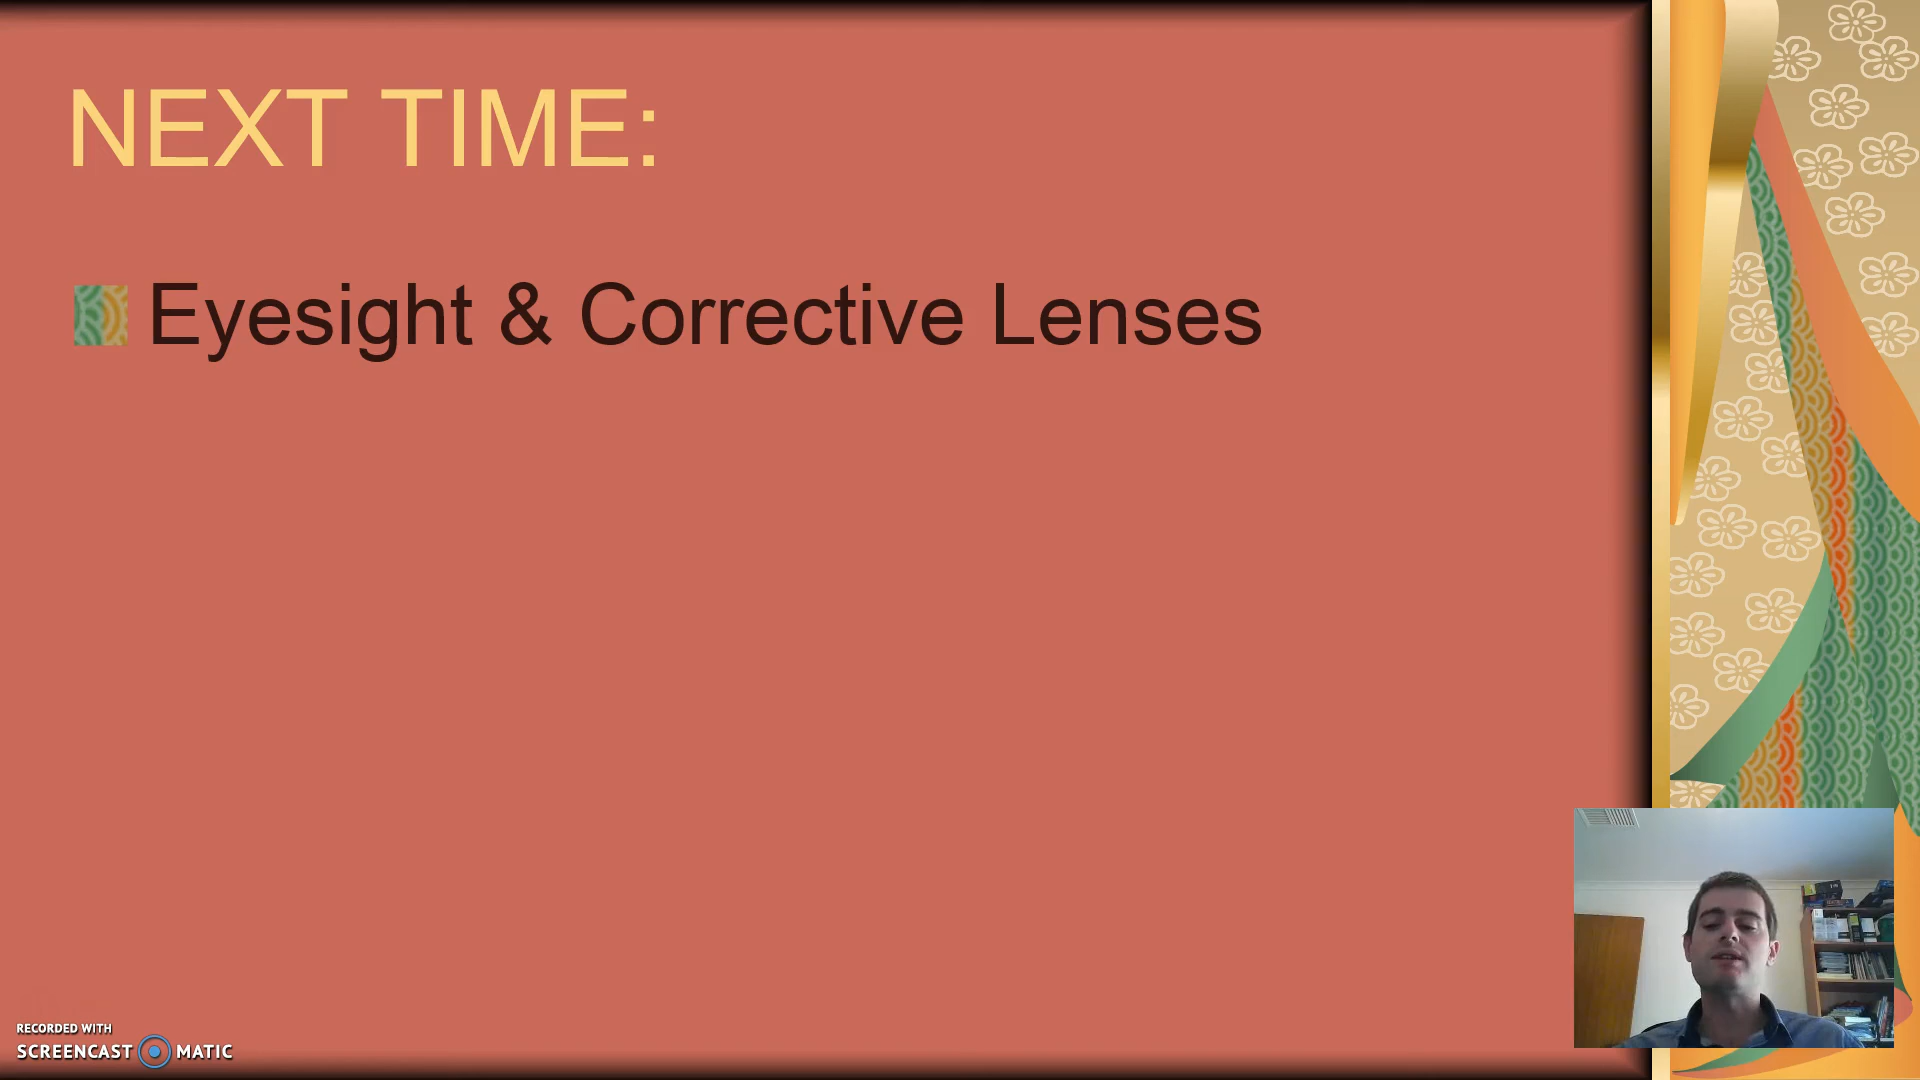 NEXT TIME:
Eyesight & Corrective Lenses
RECORDED WITH
SCREENCAST MATIC